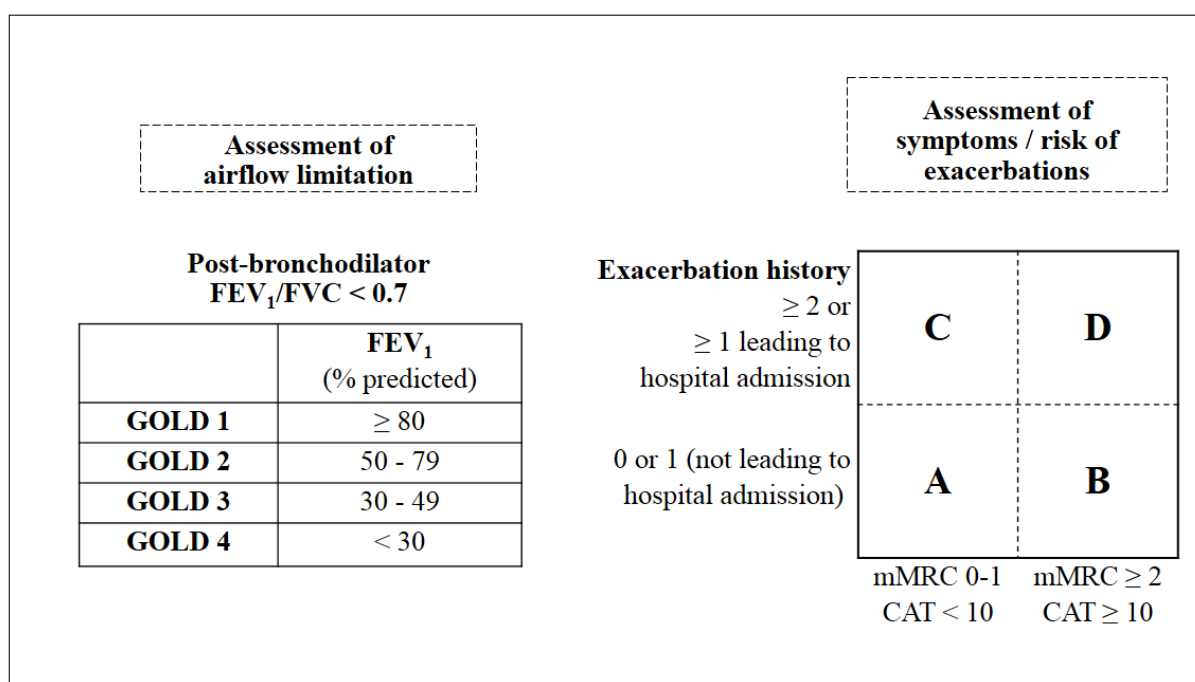 Assessment of
airflow limitation
Post-bronchodilator
FEV₁/FVC < 0.7
FEV₁
(% predicted)
GOLD 1 ≥ 80
GOLD 2 50 - 79
GOLD 3 30 - 49
GOLD 4 < 30
Assessment of
symptoms / risk of
exacerbations
Exacerbation history
≥ 2 or
≥ 1 leading to
hospital admission
C D
0 or 1 (not leading to
hospital admission)
A B
mMRC 0-1 mMRC ≥ 2
CAT < 10 CAT ≥ 10